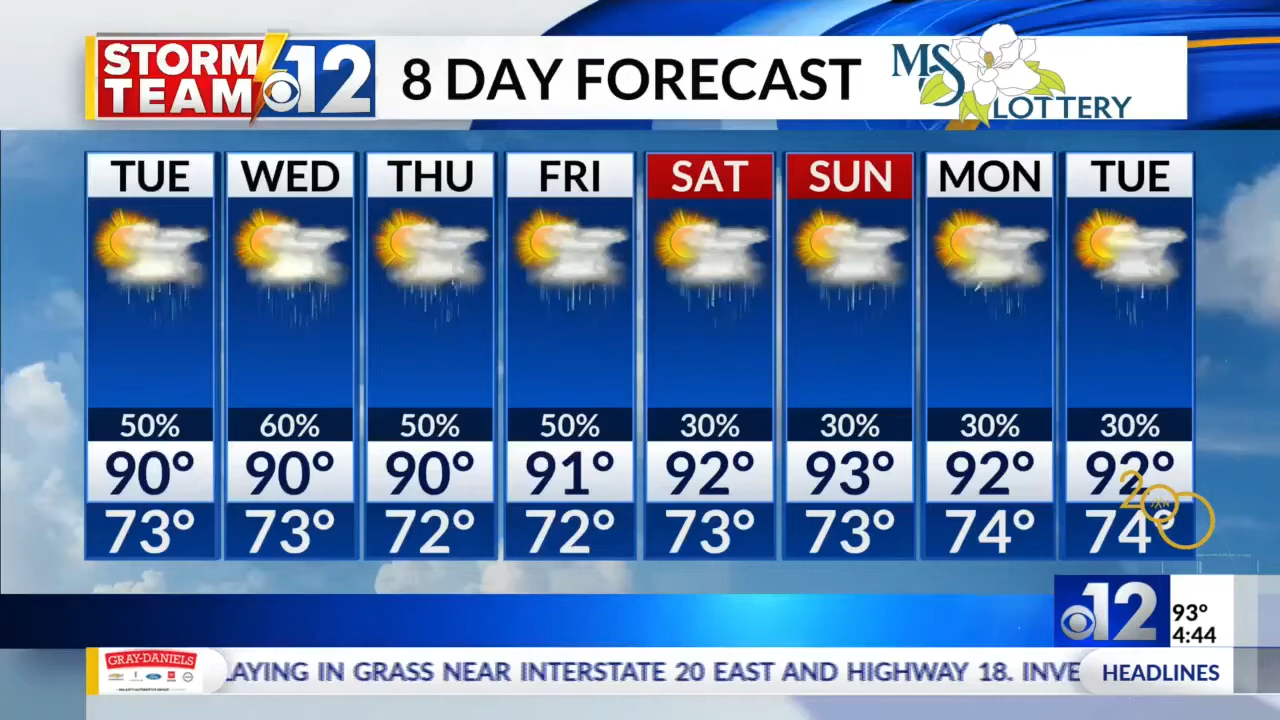 STORM TEAM 12 8 DAY FORECAST MS LOTTERY
TUE WED THU FRI SAT SUN MON TUE
50% 60% 50% 50% 30% 30% 30% 30%
90° 90° 90° 91° 92° 93° 92° 92°
73° 73° 72° 72° 73° 73° 74° 74°
200
JXN
12 93°
4:44
GRAY-DANIELS
LAYING IN GRASS NEAR INTERSTATE 20 EAST AND HIGHWAY 18. INVE HEADLINES